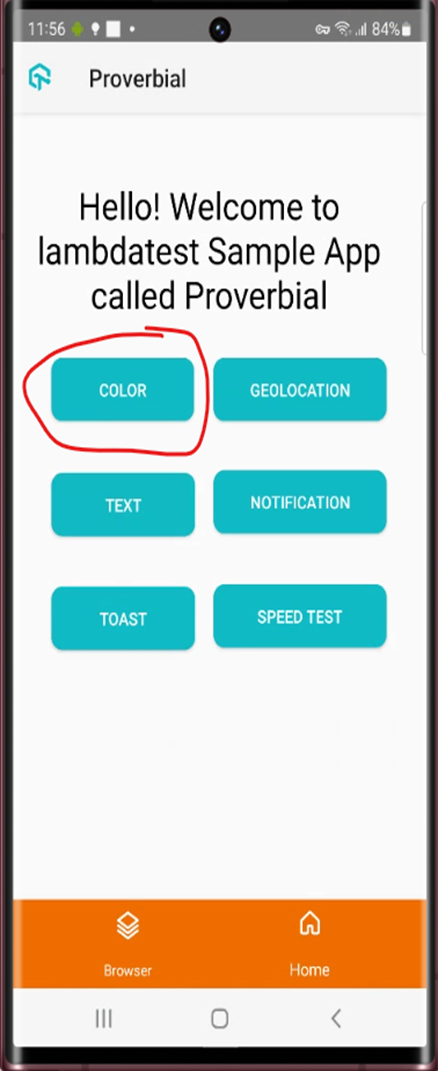 11:56 84%
Proverbial
Hello! Welcome to
lambdatest Sample App
called Proverbial
COLOR GEOLOCATION
TEXT NOTIFICATION
TOAST SPEED TEST
Browser Home